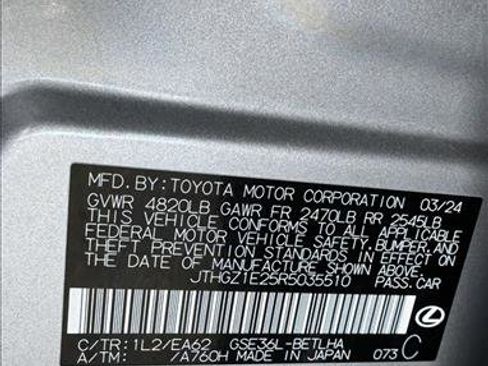 MFD. BY: TOYOTA MOTOR CORPORATION 03/24
GVWR 4820LB GAWR FR 2470LB RR 2545LB
THIS VEHICLE CONFORMS TO ALL APPLICABLE
FEDERAL MOTOR VEHICLE SAFETY, BUMPER, AND
THEFT PREVENTION STANDARDS IN EFFECT ON
THE DATE OF MANUFACTURE SHOWN ABOVE.
JTHGZ1E25R5035510 PASS. CAR
C/TR: 1L2/EA62 GSE36L-BETLHA
A/TM: /A760H MADE IN JAPAN 073 C